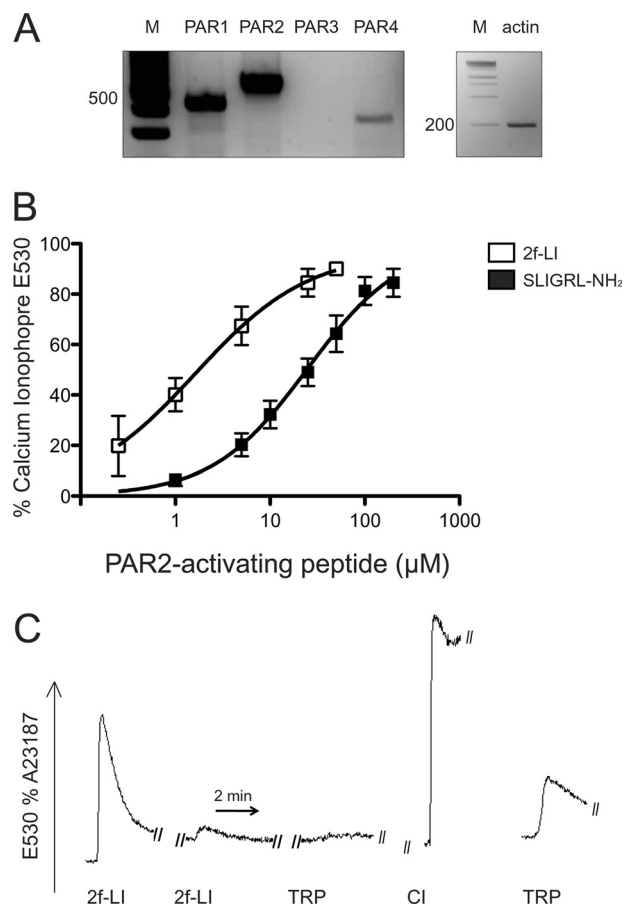 A
M PAR1 PAR2 PAR3 PAR4
500
M actin
200
B
% Calcium Ionophopre E530
100
80
60
40
20
0
1 10 100 1000
PAR2-activating peptide (µM)
2f-LI
SLIGRL-NH₂
C
E530 % A23187
2 min
2f-LI 2f-LI TRP CI TRP